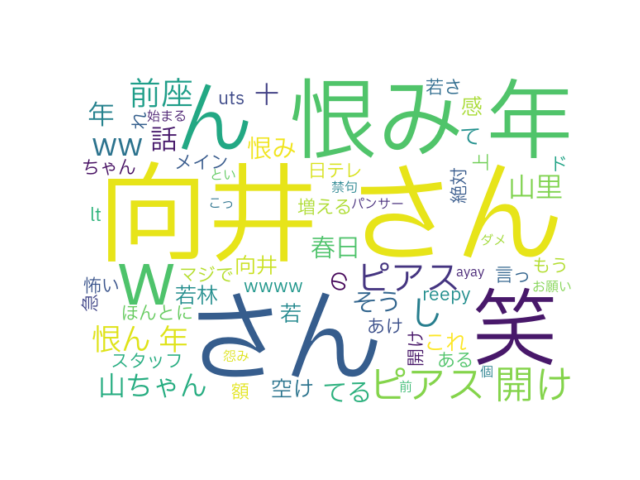 前座
ん
uts
十
恨み 年
若さ
感
て
年
れ
始まる
話
ww
ちゃん
メイン
恨み
日テレ
絶対
上
ド
山里
とい
禁句
向井 さん
lt
こっ
増える
パンサー
春日
ダメ
急
怖い
w
マジで
向井
wwww
の
ピアス
ayay
言っ
もう
お願い
若林
さん
若
そう
し
reepy
笑
ほんとに
恨ん 年
あけ
開け
これ
ある
スタッフ
怨み
山ちゃん
額
空け
てる
ピアス 開け
前
個